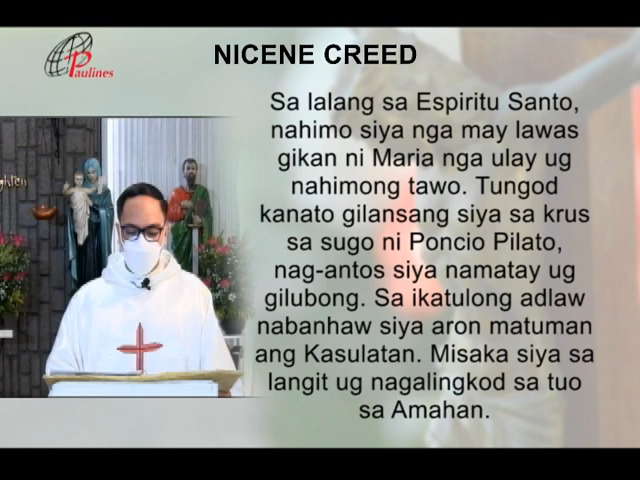 Paulines
NICENE CREED
Sa lalang sa Espiritu Santo,
nahimo siya nga may lawas
gikan ni Maria nga ulay ug
nahimong tawo. Tungod
kanato gilansang siya sa krus
sa sugo ni Poncio Pilato,
nag-antos siya namatay ug
gilubong. Sa ikatulong adlaw
nabanhaw siya aron matuman
ang Kasulatan. Misaka siya sa
langit ug nagalingkod sa tuo
sa Amahan.